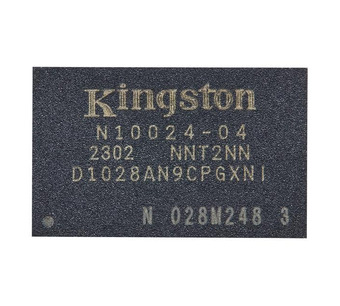 Kingston
N10024-04
2302 NNT2NN
D1028AN9CPGXNI
N 028M248 3